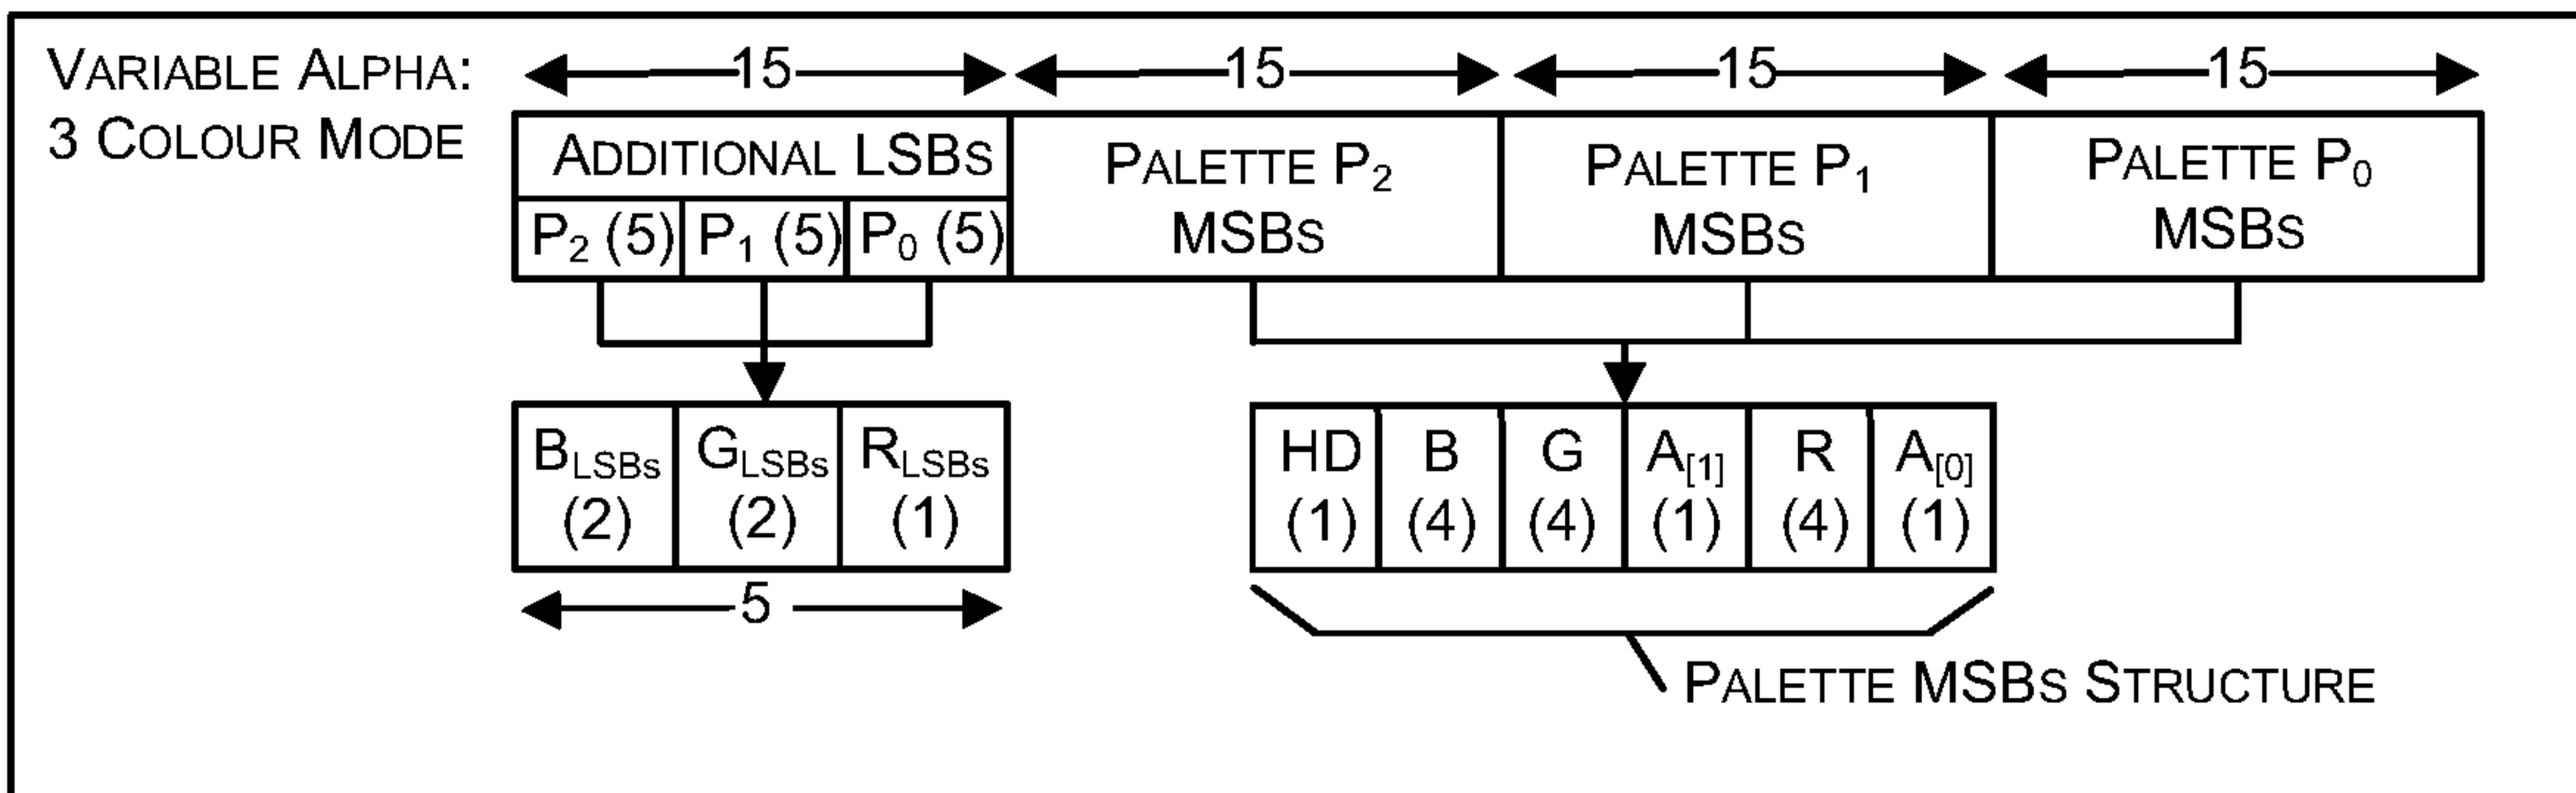 VARIABLE ALPHA:
3 COLOUR MODE
15 15 15 15
ADDITIONAL LSBS
P2 (5) P1 (5) P0 (5)
PALETTE P2
MSBS
PALETTE P1
MSBS
PALETTE P0
MSBS
BLSBs
(2)
GLSBs
(2)
RLSBs
(1)
5
HD
(1)
B
(4)
G
(4)
A[1]
(1)
R
(4)
A[0]
(1)
PALETTE MSBS STRUCTURE